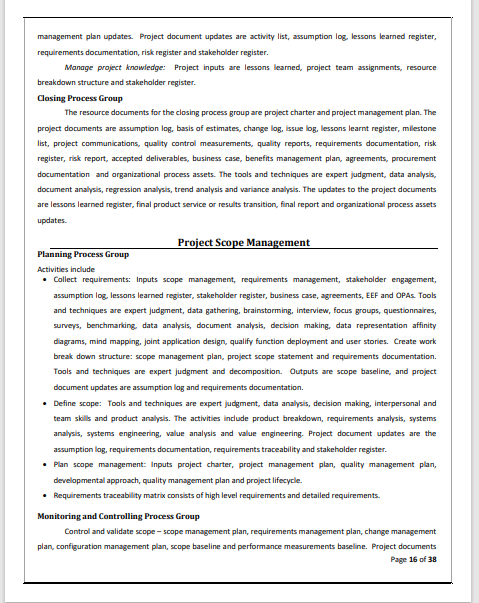 management plan updates. Project document updates are activity list, assumption log, lessons learned register,
requirements documentation, risk register and stakeholder register.
Manage project knowledge: Project inputs are lessons learned, project team assignments, resource
breakdown structure and stakeholder register.
Closing Process Group
The resource documents for the closing process group are project charter and project management plan. The
project documents are assumption log, basis of estimates, change log, issue log, lessons learnt register, milestone
list, project communications, quality control measurements, quality reports, requirements documentation, risk
register, risk report, accepted deliverables, business case, benefits management plan, agreements, procurement
documentation and organizational process assets. The tools and techniques are expert judgment, data analysis,
document analysis, regression analysis, trend analysis and variance analysis. The updates to the project documents
are lessons learned register, final product service or results transition, final report and organizational process assets
updates.
Project Scope Management
Planning Process Group
Activities include
• Collect requirements: Inputs scope management, requirements management, stakeholder engagement,
assumption log, lessons learned register, stakeholder register, business case, agreements, EEF and OPAs. Tools
and techniques are expert judgment, data gathering, brainstorming, interview, focus groups, questionnaires,
surveys, benchmarking, data analysis, document analysis, decision making, data representation affinity
diagrams, mind mapping, joint application design, qualify function deployment and user stories. Create work
break down structure: scope management plan, project scope statement and requirements documentation.
Tools and techniques are expert judgment and decomposition. Outputs are scope baseline, and project
document updates are assumption log and requirements documentation.
• Define scope: Tools and techniques are expert judgment, data analysis, decision making, interpersonal and
team skills and product analysis. The activities include product breakdown, requirements analysis, systems
analysis, systems engineering, value analysis and value engineering. Project document updates are the
assumption log, requirements documentation, requirements traceability and stakeholder register.
• Plan scope management: Inputs project charter, project management plan, quality management plan,
developmental approach, quality management plan and project lifecycle.
• Requirements traceability matrix consists of high level requirements and detailed requirements.
Monitoring and Controlling Process Group
Control and validate scope – scope management plan, requirements management plan, change management
plan, configuration management plan, scope baseline and performance measurements baseline. Project documents
Page 16 of 38